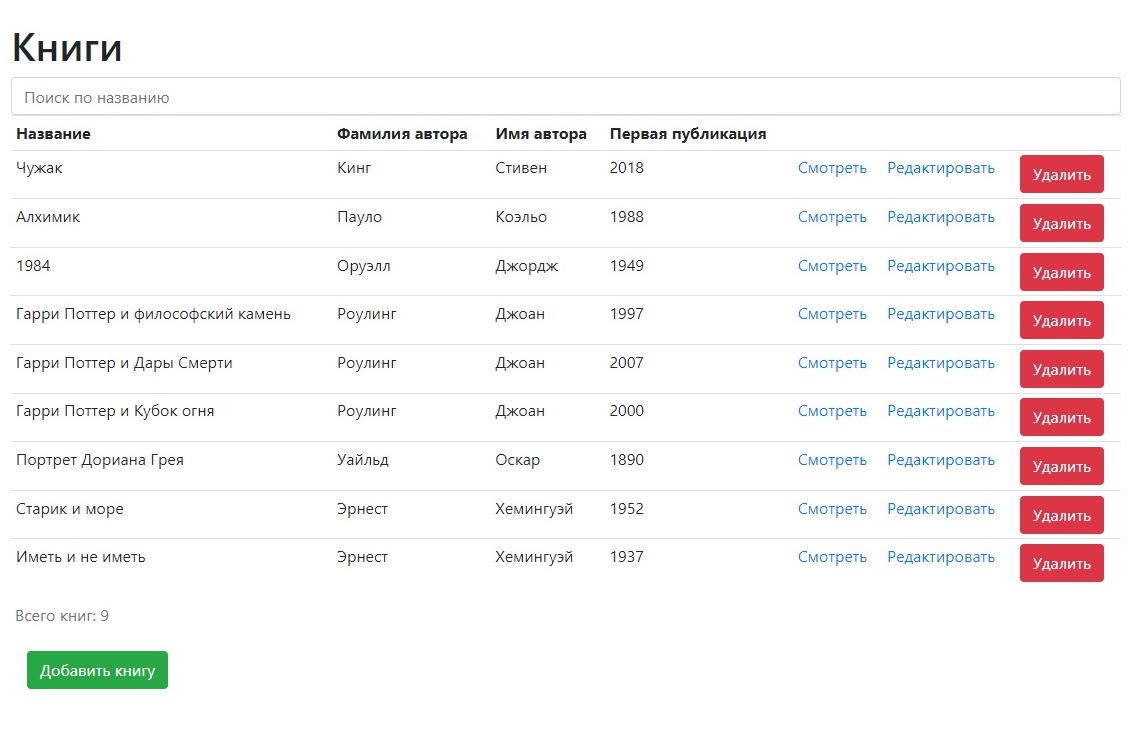 Книги
Поиск по названию
Название Фамилия автора Имя автора Первая публикация
Чужак Кинг Стивен 2018 Смотреть Редактировать Удалить
Алхимик Пауло Коэльо 1988 Смотреть Редактировать Удалить
1984 Оруэлл Джордж 1949 Смотреть Редактировать Удалить
Гарри Поттер и философский камень Роулинг Джоан 1997 Смотреть Редактировать Удалить
Гарри Поттер и Дары Смерти Роулинг Джоан 2007 Смотреть Редактировать Удалить
Гарри Поттер и Кубок огня Роулинг Джоан 2000 Смотреть Редактировать Удалить
Портрет Дориана Грея Уайльд Оскар 1890 Смотреть Редактировать Удалить
Старик и море Эрнест Хемингуэй 1952 Смотреть Редактировать Удалить
Иметь и не иметь Эрнест Хемингуэй 1937 Смотреть Редактировать Удалить
Всего книг: 9
Добавить книгу